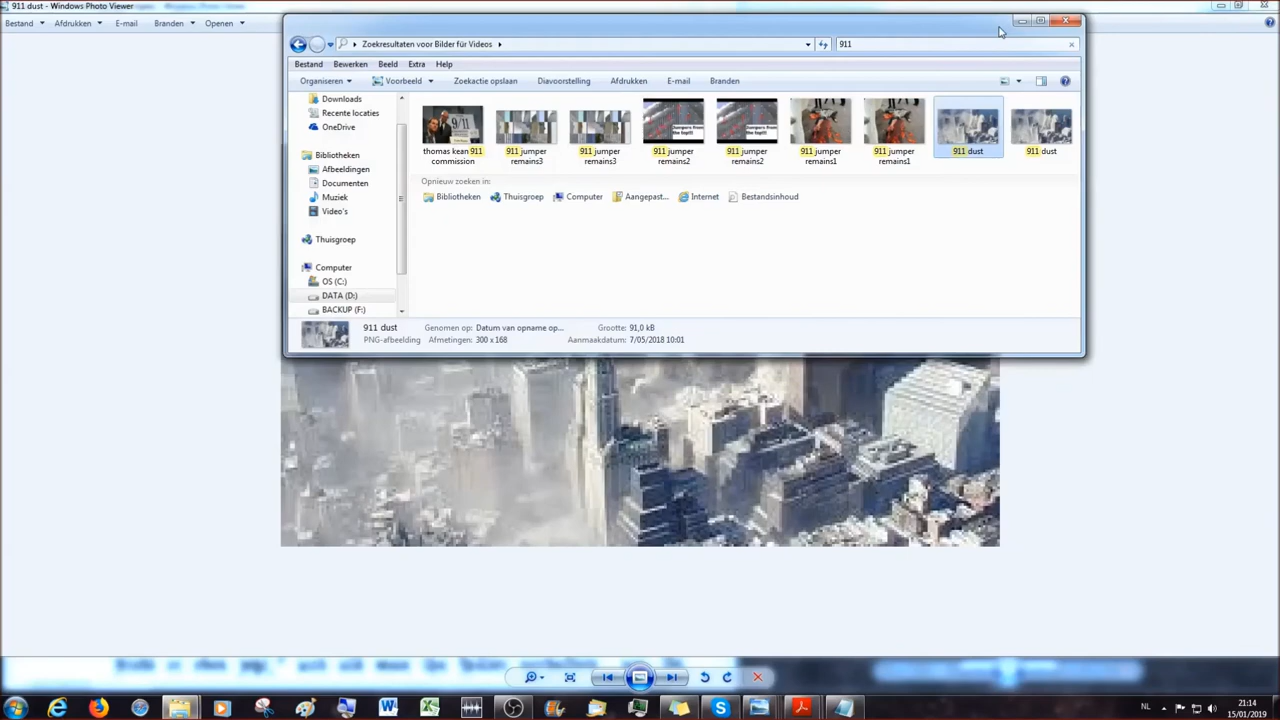 911 dust - Windows Photo Viewer
Bestand Afdrukken E-mail Branden Openen
Zoekresultaten voor Bilder für Videos
911
Bestand Bewerken Beeld Extra Help
Organiseren Voorbeeld Zoekactie opslaan Diavoorstelling Afdrukken E-mail Branden
Downloads
Recente locaties
OneDrive
Bibliotheken
Afbeeldingen
Documenten
Muziek
Video's
Thuisgroep
Computer
OS (C:)
DATA (D:)
BACKUP (F:)
thomas kean 911 commission
911 jumper remains3
911 jumper remains3
911 jumper remains2
911 jumper remains2
911 jumper remains1
911 jumper remains1
911 dust
911 dust
Opnieuw zoeken in:
Bibliotheken Thuisgroep Computer Aangepast... Internet Bestandsinhoud
911 dust Genomen op: Datum van opname op... Grootte: 91,0 kB
PNG-afbeelding Afmetingen: 300 x 168 Aanmaakdatum: 7/05/2018 10:01
NL 21:14
15/01/2019